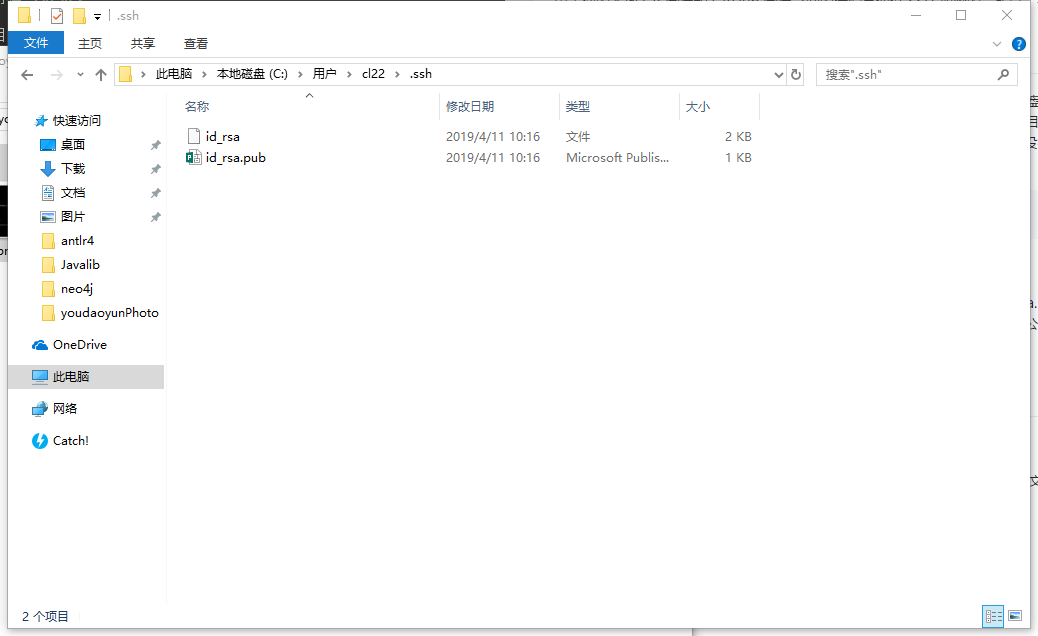 .ssh
文件 主页 共享 查看
此电脑 本地磁盘 (C:) 用户 cl22 .ssh 搜索".ssh"
名称 修改日期 类型 大小
快速访问
桌面
下载
文档
图片
antlr4
Javalib
neo4j
youdaoyunPhoto
OneDrive
此电脑
网络
Catch!
id_rsa 2019/4/11 10:16 文件 2 KB
id_rsa.pub 2019/4/11 10:16 Microsoft Publis... 1 KB
2 个项目